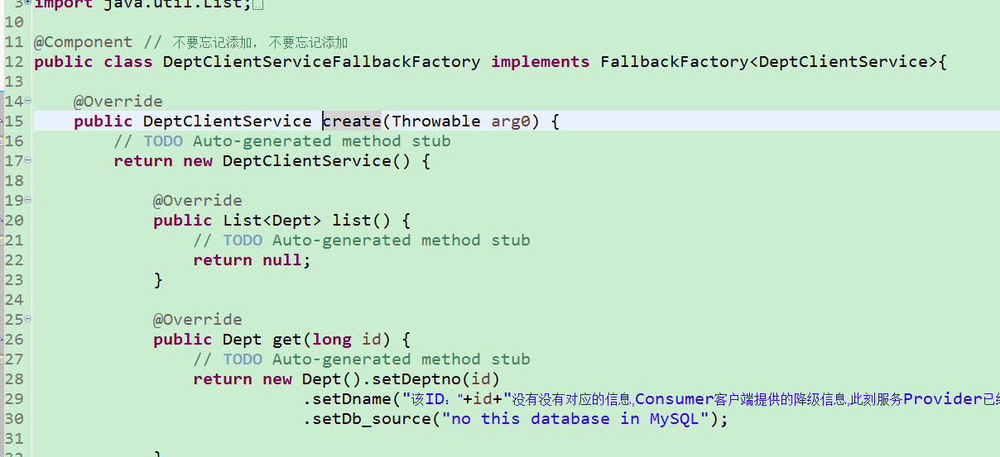 3 import java.util.List;
10
11 @Component // 不要忘记添加，不要忘记添加
12 public class DeptClientServiceFallbackFactory implements FallbackFactory<DeptClientService>{
13
14 @Override
15 public DeptClientService create(Throwable arg0) {
16 // TODO Auto-generated method stub
17 return new DeptClientService() {
18
19 @Override
20 public List<Dept> list() {
21 // TODO Auto-generated method stub
22 return null;
23 }
24
25 @Override
26 public Dept get(long id) {
27 // TODO Auto-generated method stub
28 return new Dept().setDeptno(id)
29 .setDname("该ID："+id+"没有没有对应的信息,Consumer客户端提供的降级信息,此刻服务Provider已
30 .setDb_source("no this database in MySQL");
31